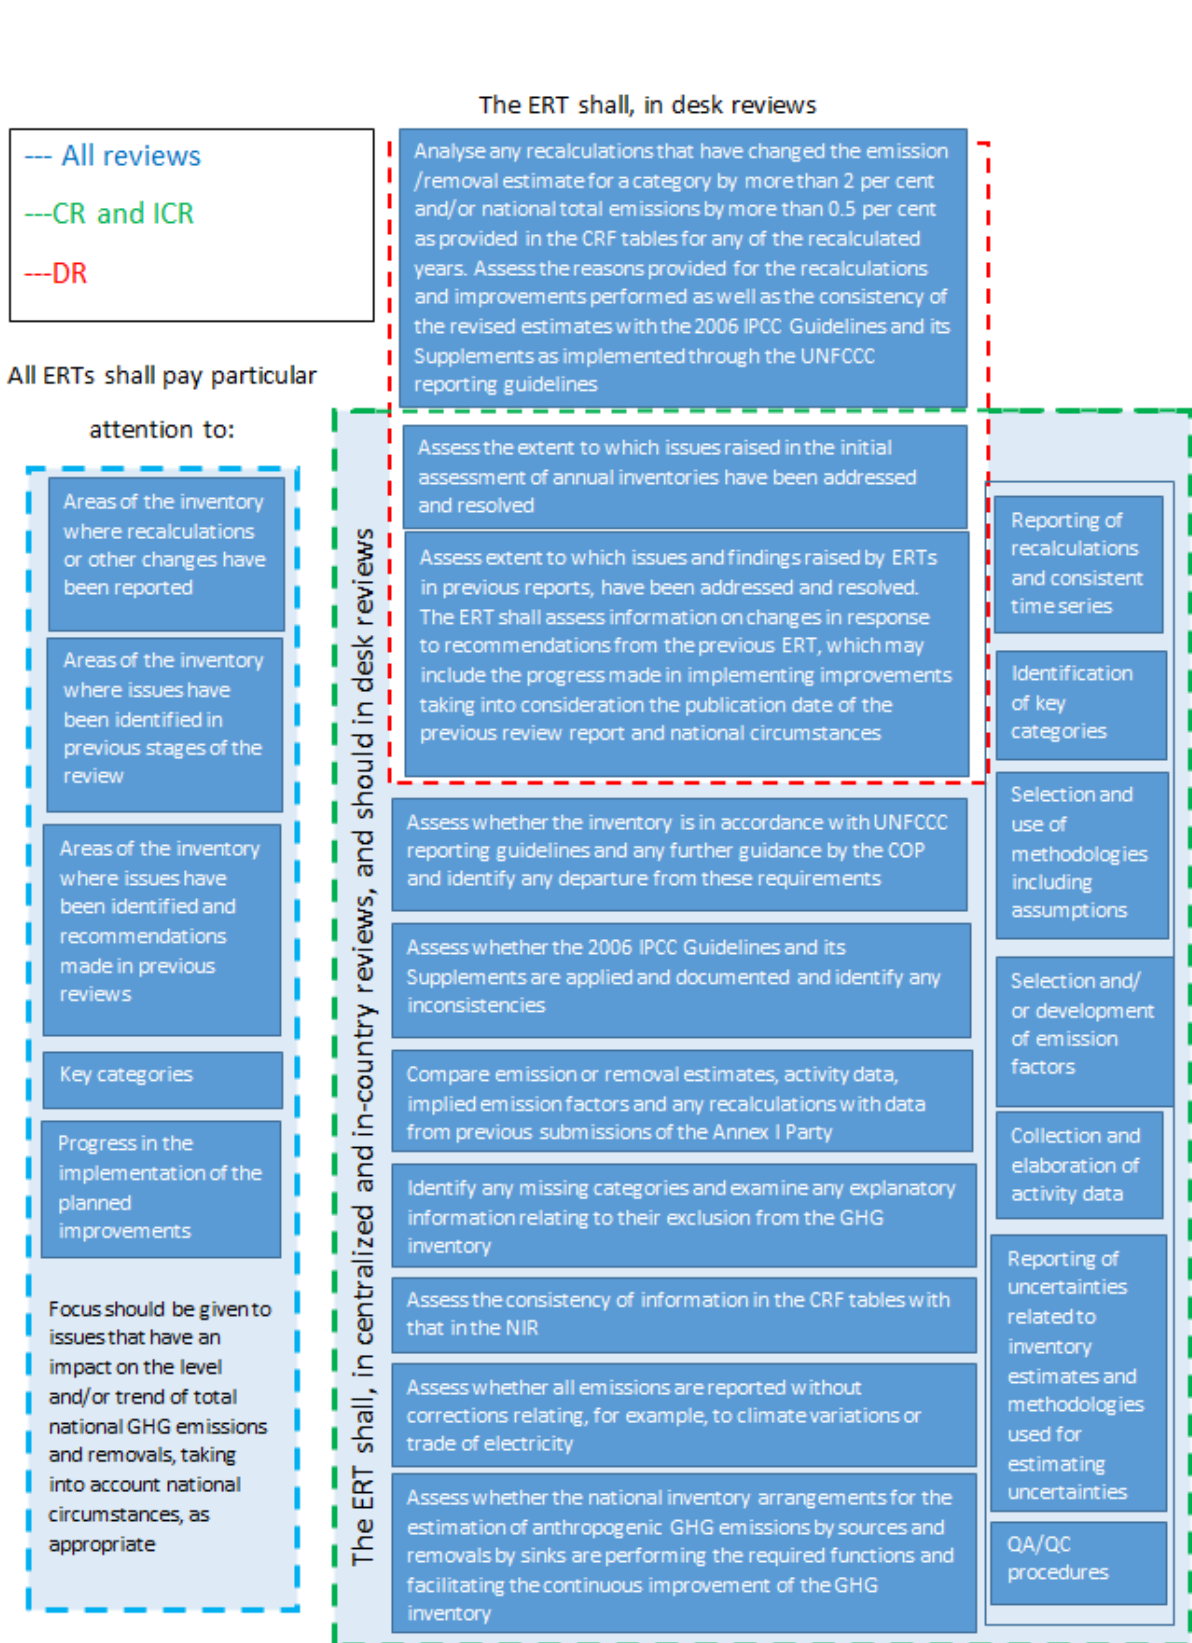 The ERT shall, in desk reviews
--- All reviews
---CR and ICR
---DR
All ERTs shall pay particular
attention to:
Areas of the inventory
where recalculations
or other changes have
been reported
Areas of the inventory
where issues have
been identified in
previous stages of the
review
Areas of the inventory
where issues have
been identified and
recommendations
made in previous
reviews
Key categories
Progress in the
implementation of the
planned
improvements
Focus should be given to
issues that have an
impact on the level
and/or trend of total
national GHG emissions
and removals, taking
into account national
circumstances, as
appropriate
The ERT shall, in centralized and in-country reviews, and should in desk reviews
Analyse any recalculations that have changed the emission
/removal estimate for a category by more than 2 per cent
and/or national total emissions by more than 0.5 per cent
as provided in the CRF tables for any of the recalculated
years. Assess the reasons provided for the recalculations
and improvements performed as well as the consistency of
the revised estimates with the 2006 IPCC Guidelines and its
Supplements as implemented through the UNFCCC
reporting guidelines
Assess the extent to which issues raised in the initial
assessment of annual inventories have been addressed
and resolved
Assess extent to which issues and findings raised by ERTs
in previous reports, have been addressed and resolved.
The ERT shall assess information on changes in response
to recommendations from the previous ERT, which may
include the progress made in implementing improvements
taking into consideration the publication date of the
previous review report and national circumstances
Assess whether the inventory is in accordance with UNFCCC
reporting guidelines and any further guidance by the COP
and identify any departure from these requirements
Assess whether the 2006 IPCC Guidelines and its
Supplements are applied and documented and identify any
inconsistencies
Compare emission or removal estimates, activity data,
implied emission factors and any recalculations with data
from previous submissions of the Annex I Party
Identify any missing categories and examine any explanatory
information relating to their exclusion from the GHG
inventory
Assess the consistency of information in the CRF tables with
that in the NIR
Assess whether all emissions are reported without
corrections relating, for example, to climate variations or
trade of electricity
Assess whether the national inventory arrangements for the
estimation of anthropogenic GHG emissions by sources and
removals by sinks are performing the required functions and
facilitating the continuous improvement of the GHG
inventory
Reporting of
recalculations
and consistent
time series
Identification
of key
categories
Selection and
use of
methodologies
including
assumptions
Selection and/
or development
of emission
factors
Collection and
elaboration of
activity data
Reporting of
uncertainties
related to
inventory
estimates and
methodologies
used for
estimating
uncertainties
QA/QC
procedures